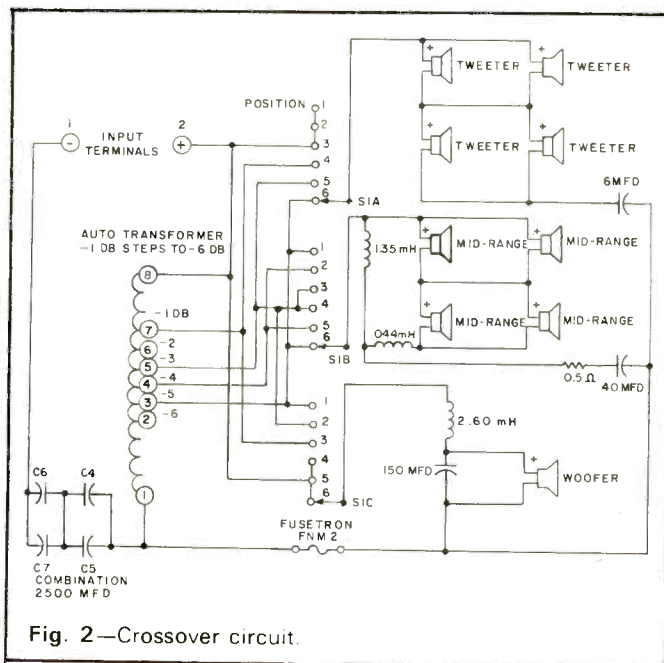 POSITION
1
2
3
4
5
6
S1A
1
2
INPUT
TERMINALS
-
+
AUTO TRANSFORMER
-1 DB STEPS TO -6 DB
8
7
6
5
4
3
2
1
-1 DB
-2
-3
-4
-5
-6
1
2
3
4
5
6
S1B
1
2
3
4
5
6
S1C
+ TWEETER
+ TWEETER
+ TWEETER
+ TWEETER
6MFD
1.35 mH
+ MID-RANGE
+ MID-RANGE
+ MID-RANGE
+ MID-RANGE
.044mH
0.5 Ω
40 MFD
2.60 mH
150 MFD
+
WOOFER
C6
C4
C7
C5
COMBINATION
2500 MFD
FUSETRON
FNM 2
Fig. 2—Crossover circuit.